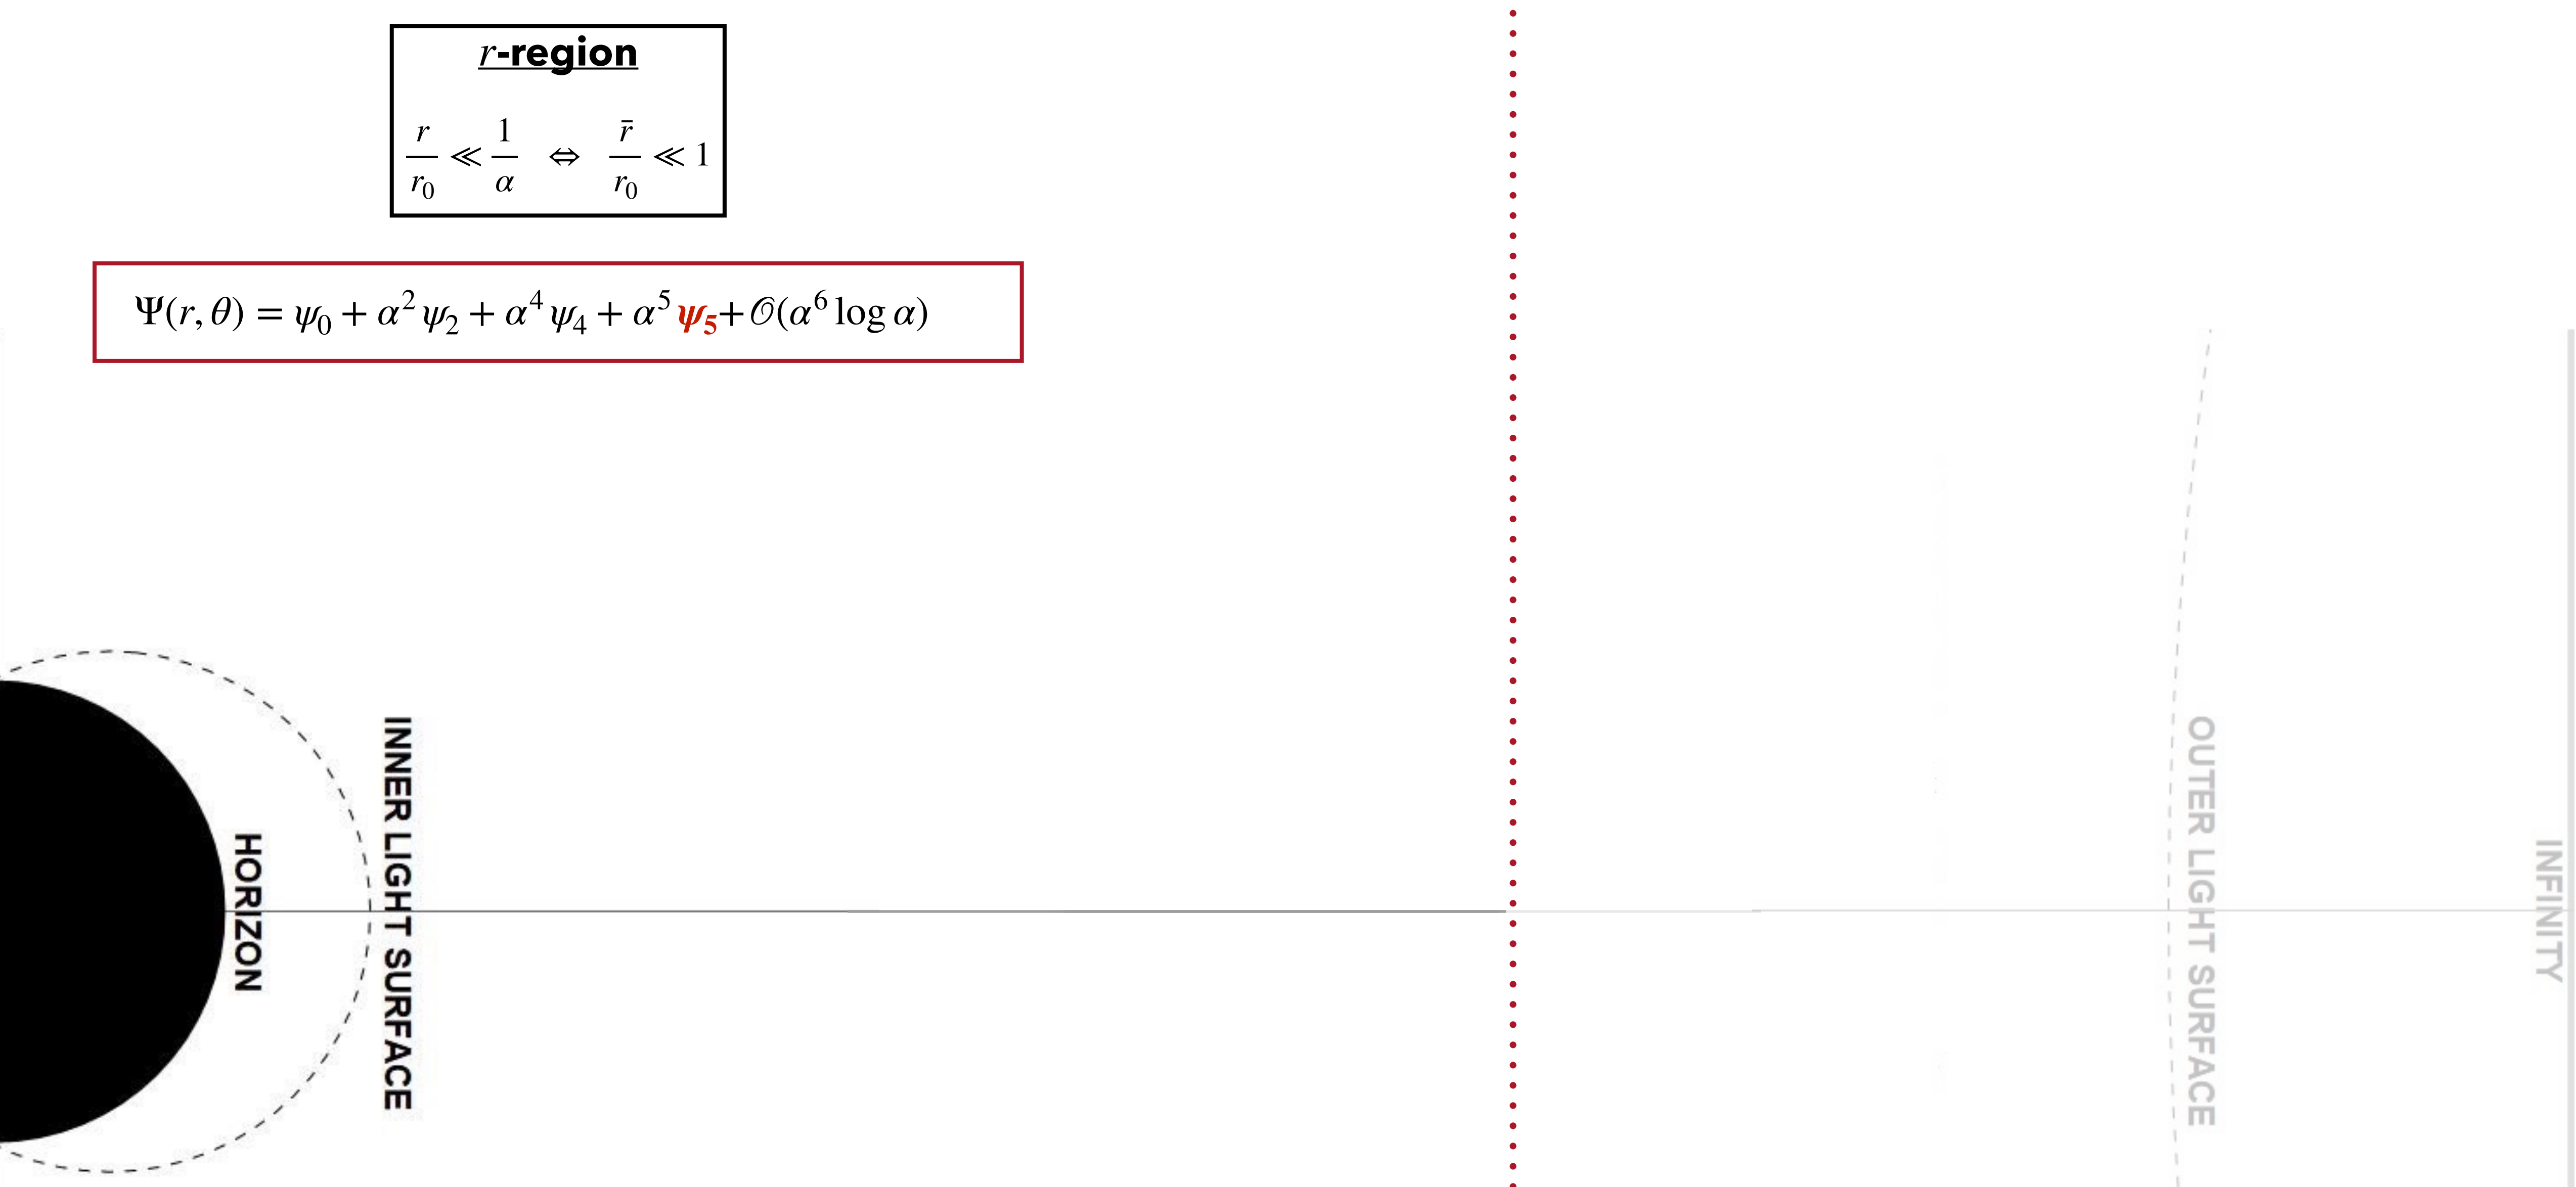 r-region
r/r₀ ≪ 1/α ⇔ r̄/r₀ ≪ 1
Ψ(r, θ) = ψ₀ + α²ψ₂ + α⁴ψ₄ + α⁵ψ₅+𝒪(α⁶ log α)
HORIZON
INNER LIGHT SURFACE
OUTER LIGHT SURFACE
INFINITY